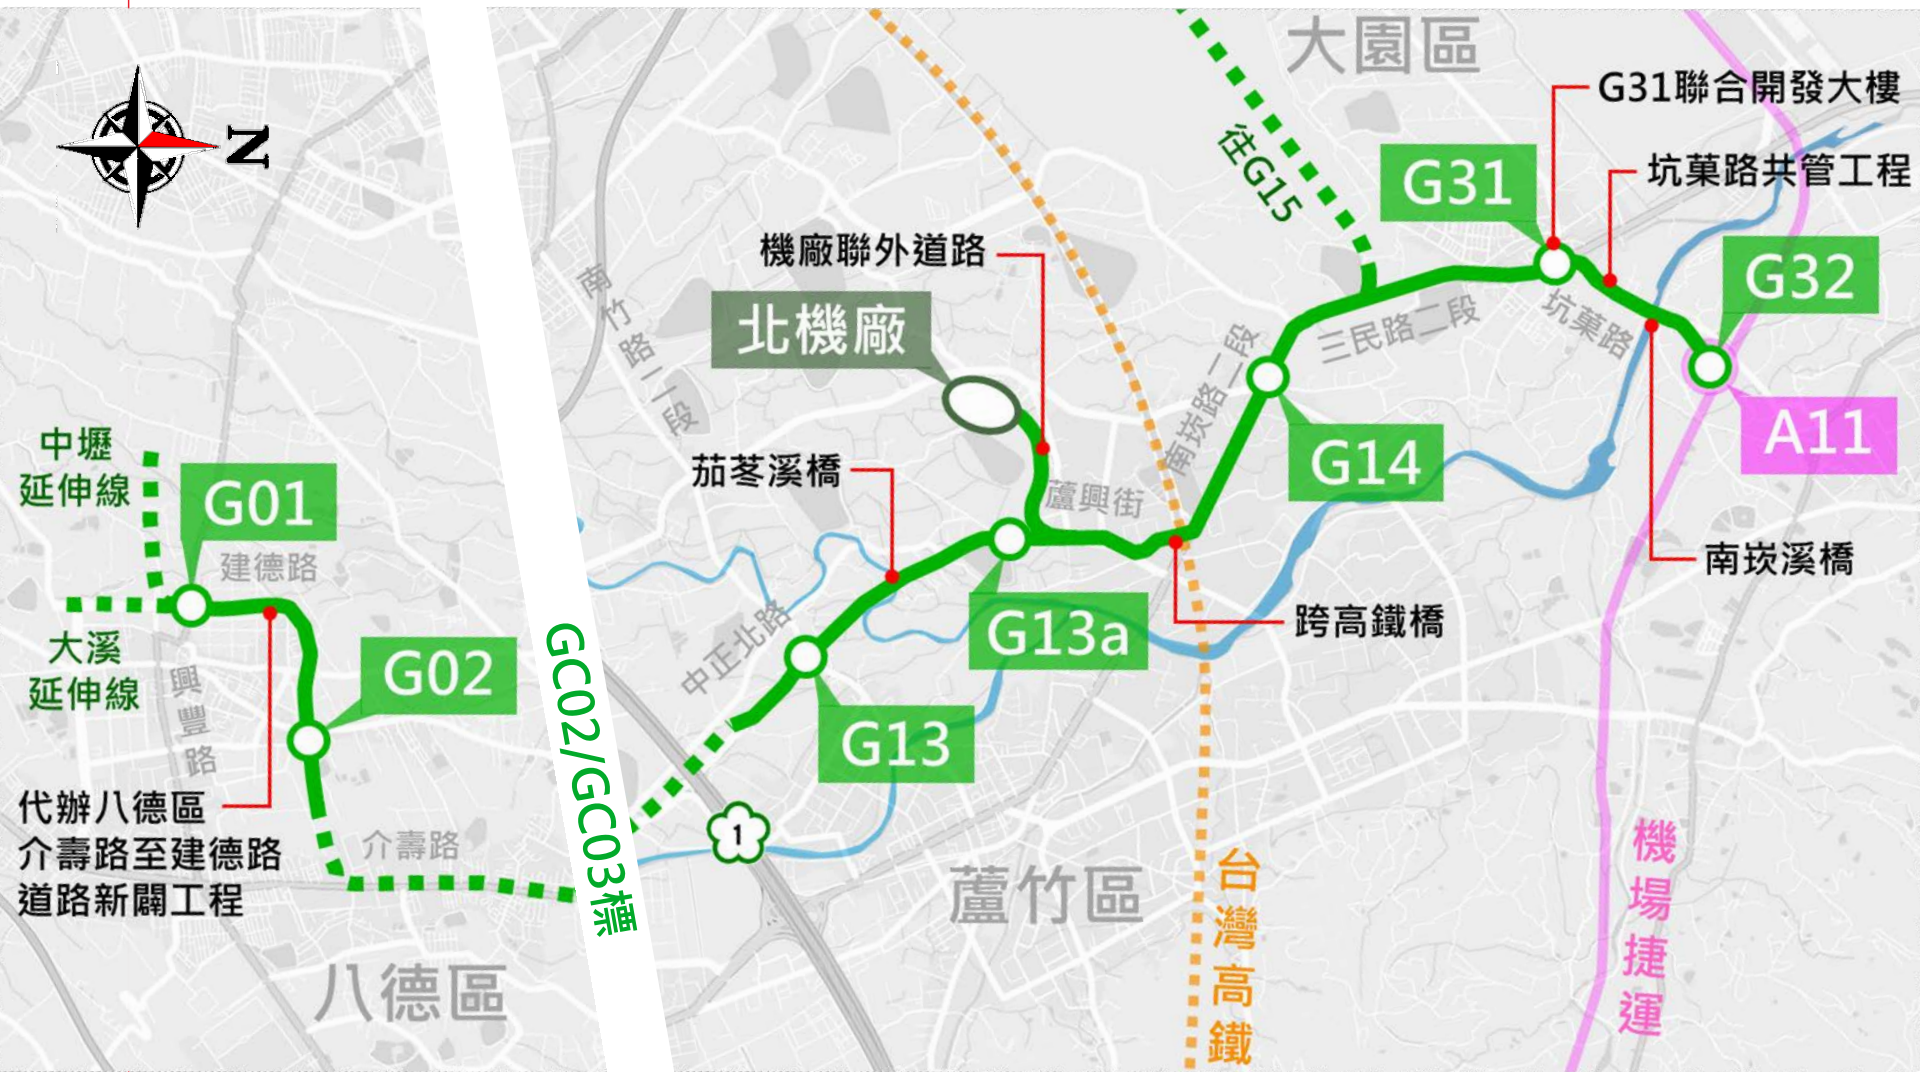 N
中壢
延伸線
G01
建德路
大溪
延伸線
興豐路
G02
代辦八德區
介壽路至建德路
道路新闢工程
介壽路
八德區
GC02/GC03標
南竹路二段
機廠聯外道路
北機廠
茄苳溪橋
中正北路
G13
G13a
蘆興街
1
蘆竹區
大園區
往G15
南崁路二段
G14
三民路二段
跨高鐵橋
台灣高鐵
G31
G31聯合開發大樓
坑菓路共管工程
坑菓路
G32
A11
南崁溪橋
機場捷運